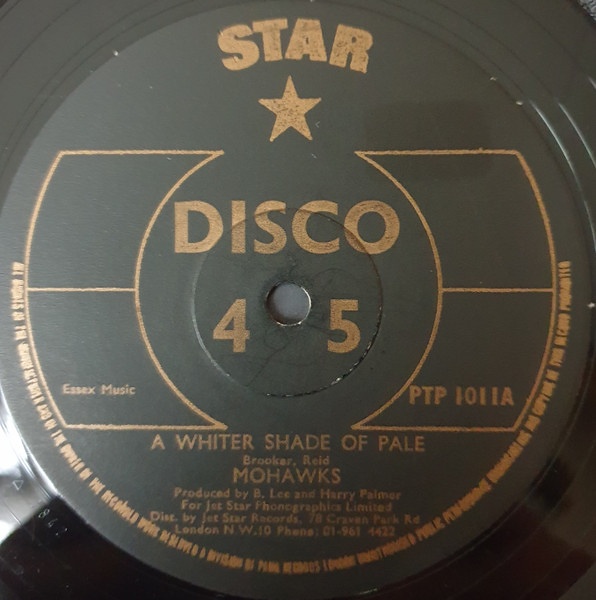 STAR
DISCO
4 5
Essex Music
PTP 1011A
A WHITER SHADE OF PALE
Brooker, Reid
MOHAWKS
Produced by B. Lee and Harry Palmer
For Jet Star Phonographics Limited
Dist. by Jet Star Records, 78 Craven Park Rd
London N.W.10 Phone: 01-961 4422